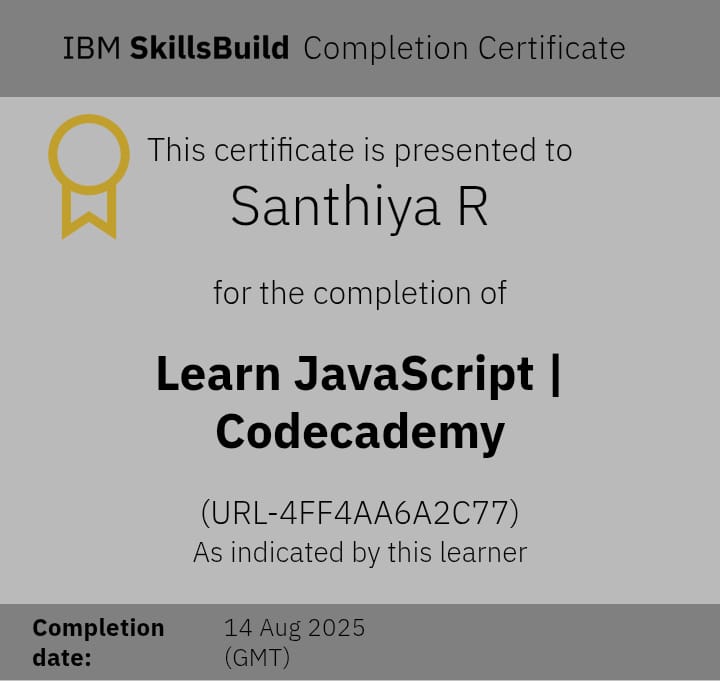 IBM SkillsBuild Completion Certificate
This certificate is presented to
Santhiya R
for the completion of
Learn JavaScript |
Codecademy
(URL-4FF4AA6A2C77)
As indicated by this learner
Completion date: 14 Aug 2025 (GMT)